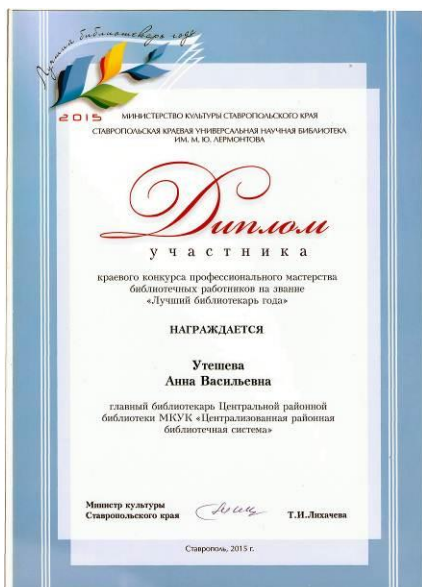 Лучший библиотекарь года
2015
МИНИСТЕРСТВО КУЛЬТУРЫ СТАВРОПОЛЬСКОГО КРАЯ
СТАВРОПОЛЬСКАЯ КРАЕВАЯ УНИВЕРСАЛЬНАЯ НАУЧНАЯ БИБЛИОТЕКА
ИМ. М. Ю. ЛЕРМОНТОВА
Диплом
участника
краевого конкурса профессионального мастерства
библиотечных работников на звание
«Лучший библиотекарь года»
НАГРАЖДАЕТСЯ
Утешева
Анна Васильевна
главный библиотекарь Центральной районной
библиотеки МКУК «Централизованная районная
библиотечная система»
Министр культуры
Ставропольского края
Т.И.Лихачева
Ставрополь, 2015 г.